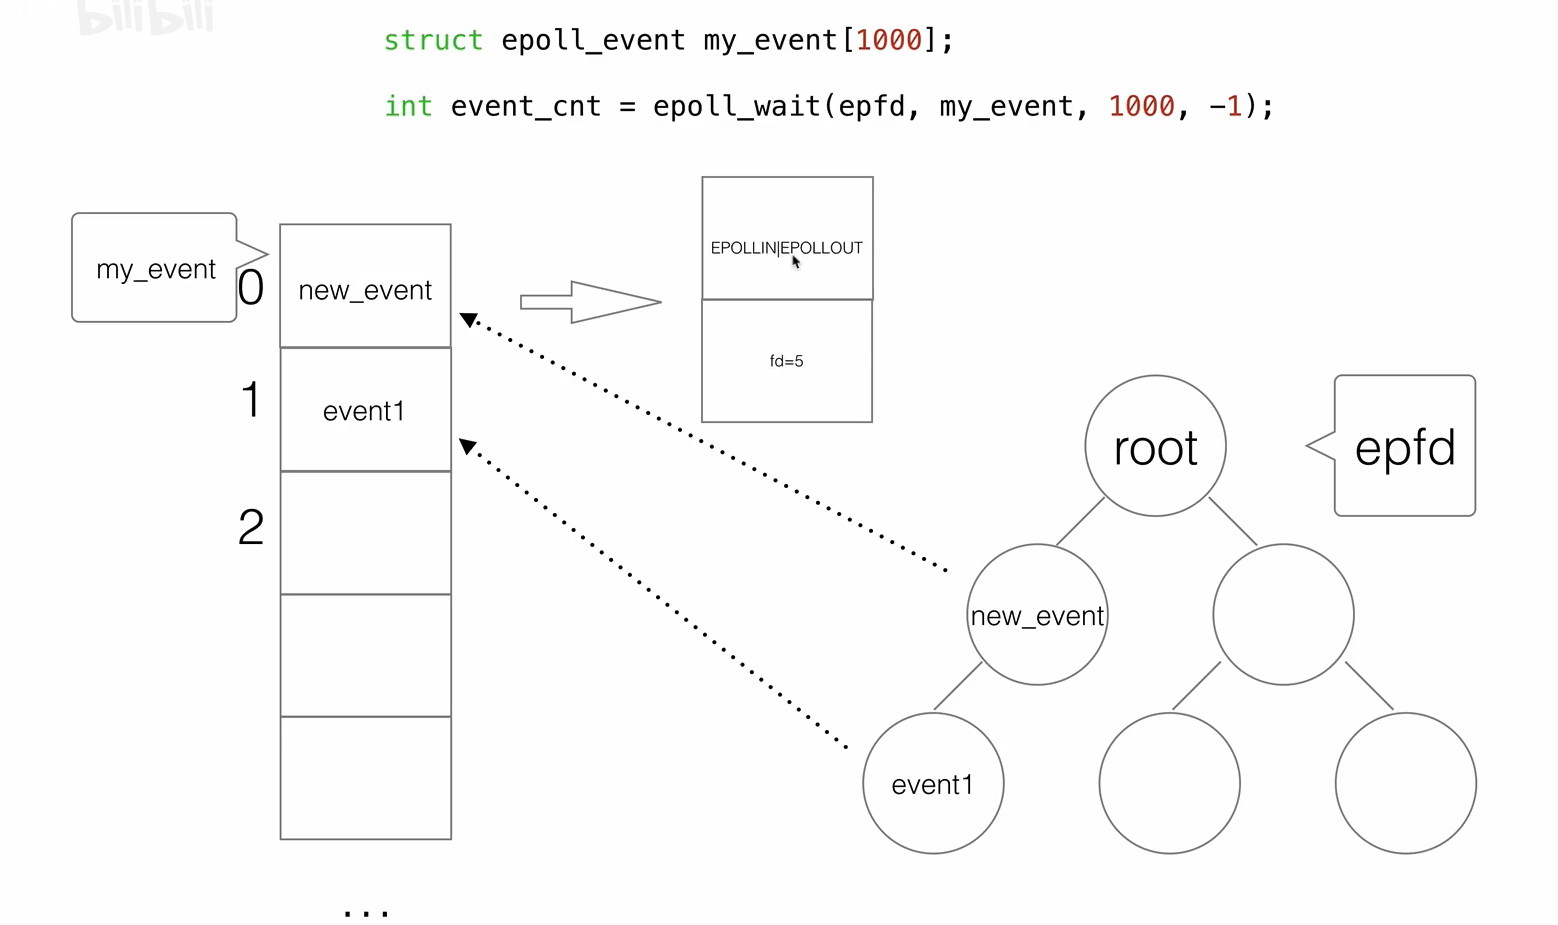 bilibili
struct epoll_event my_event[1000];
int event_cnt = epoll_wait(epfd, my_event, 1000, -1);
my_event
0
new_event
EPOLLIN|EPOLLOUT
fd=5
1
event1
2
root
epfd
new_event
event1
...